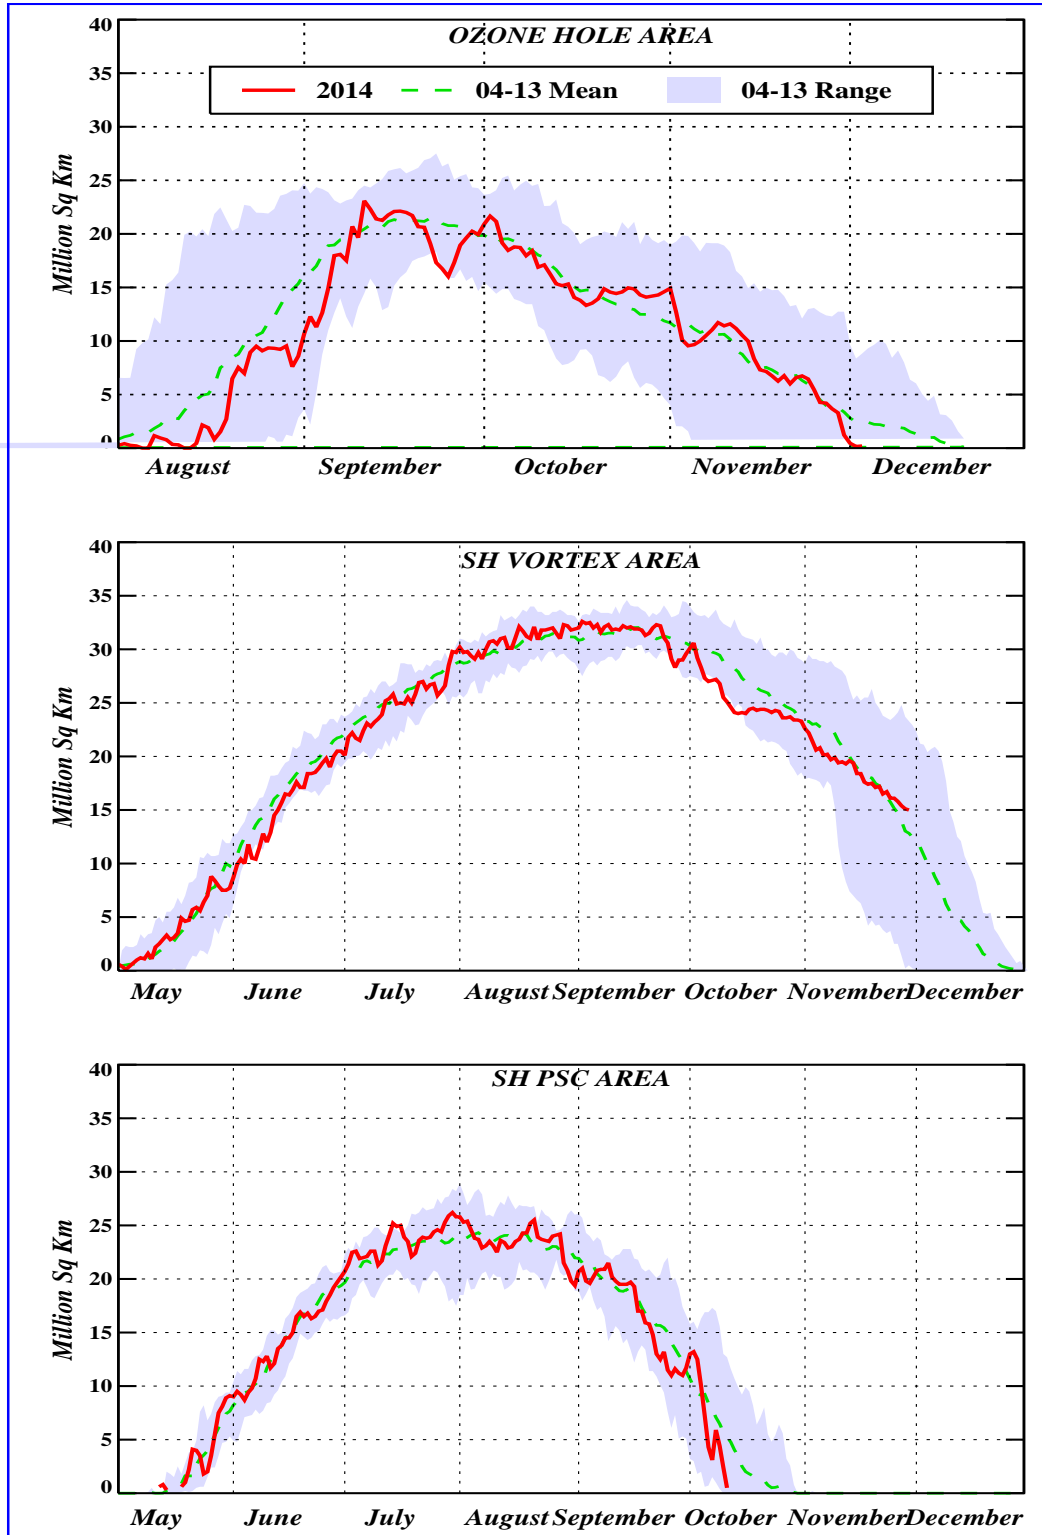 OZONE HOLE AREA
2014 04-13 Mean 04-13 Range
40
35
30
25
20
15
10
5
0
Million Sq Km
August September October November December
SH VORTEX AREA
40
35
30
25
20
15
10
5
0
Million Sq Km
May June July August September October November December
SH PSC AREA
40
35
30
25
20
15
10
5
0
Million Sq Km
May June July August September October November December